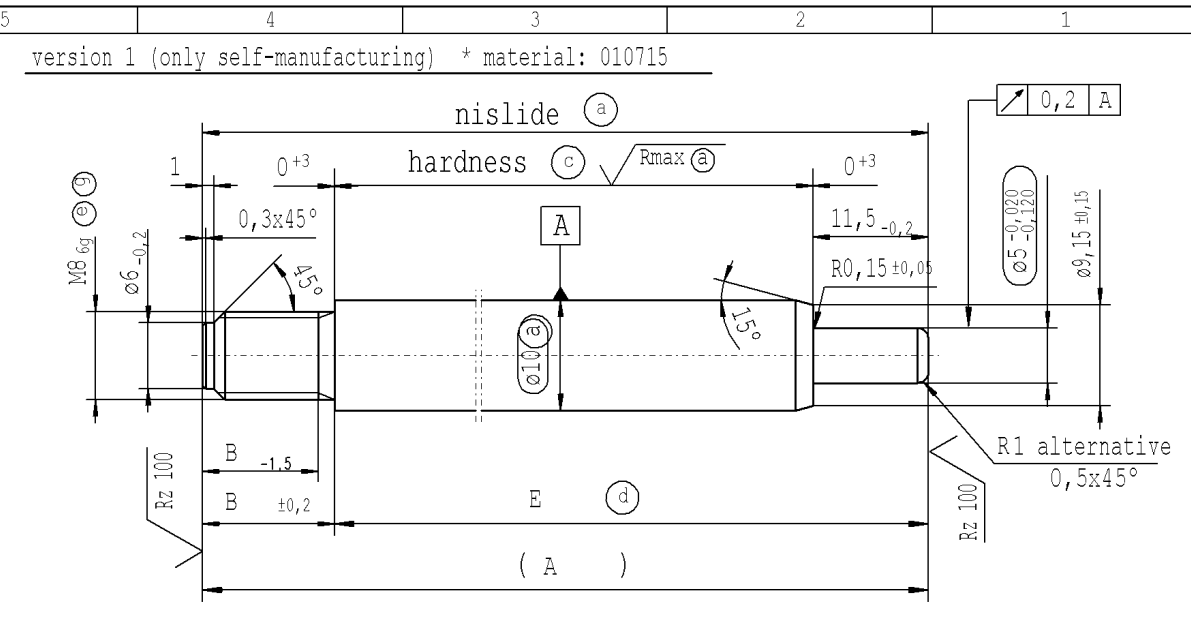 5 4 3 2 1
version 1 (only self-manufacturing) * material: 010715
0,2 A
nislide a
hardness c Rmax a
1 0+3 0+3
M8 6g e 9
ø6 -0,2
0,3x45°
45°
A
11,5 -0,2
R0,15 ±0,05
ø5 -0,020
-0,120
ø9,15 ±0,15
15°
ø10 a
R1 alternative
0,5x45°
B -1,5
Rz 100
B ±0,2
E d
Rz 100
( A )